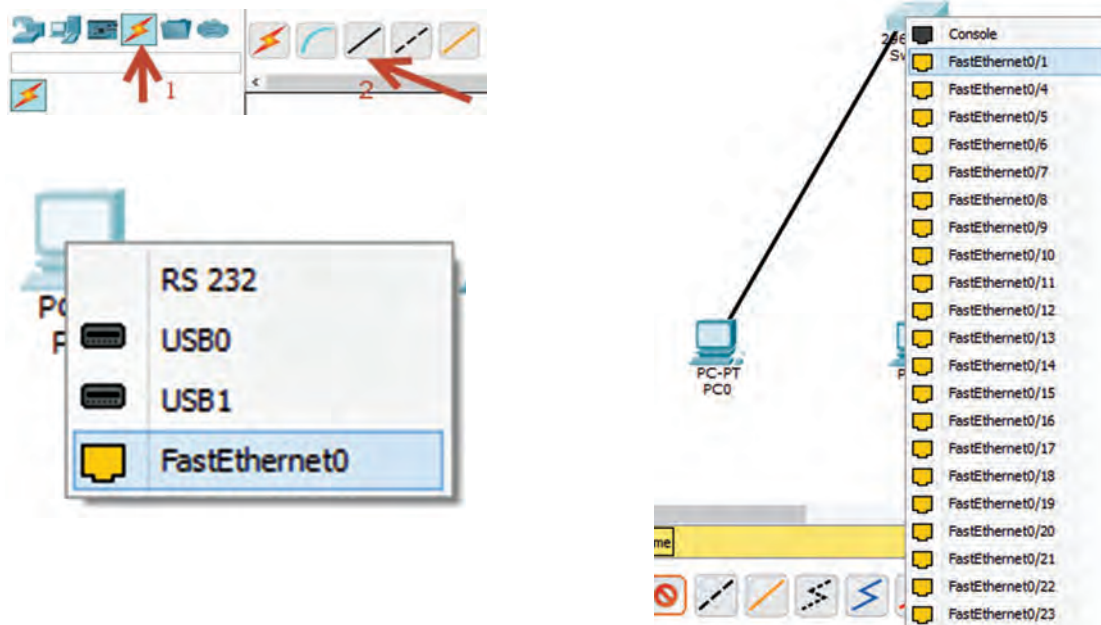 1
2
RS 232
USB0
USB1
FastEthernet0
Console
FastEthernet0/1
FastEthernet0/4
FastEthernet0/5
FastEthernet0/6
FastEthernet0/7
FastEthernet0/8
FastEthernet0/9
FastEthernet0/10
FastEthernet0/11
FastEthernet0/12
FastEthernet0/13
FastEthernet0/14
FastEthernet0/15
FastEthernet0/16
FastEthernet0/17
FastEthernet0/18
FastEthernet0/19
FastEthernet0/20
FastEthernet0/21
FastEthernet0/22
FastEthernet0/23
PC-PT
PC0
me